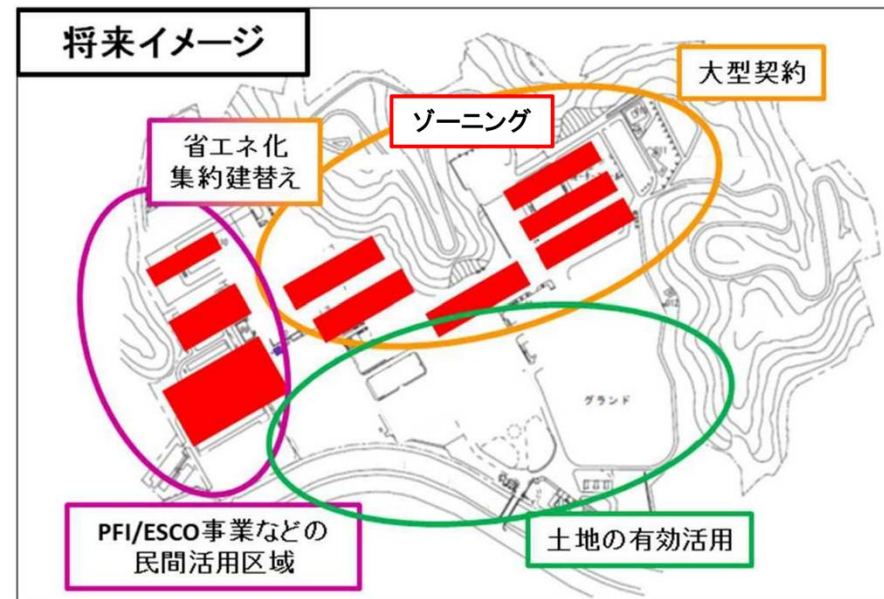 将来イメージ
大型契約
ゾーニング
省エネ化
集約建替え
グランド
PFI/ESCO事業などの
民間活用区域
土地の有効活用